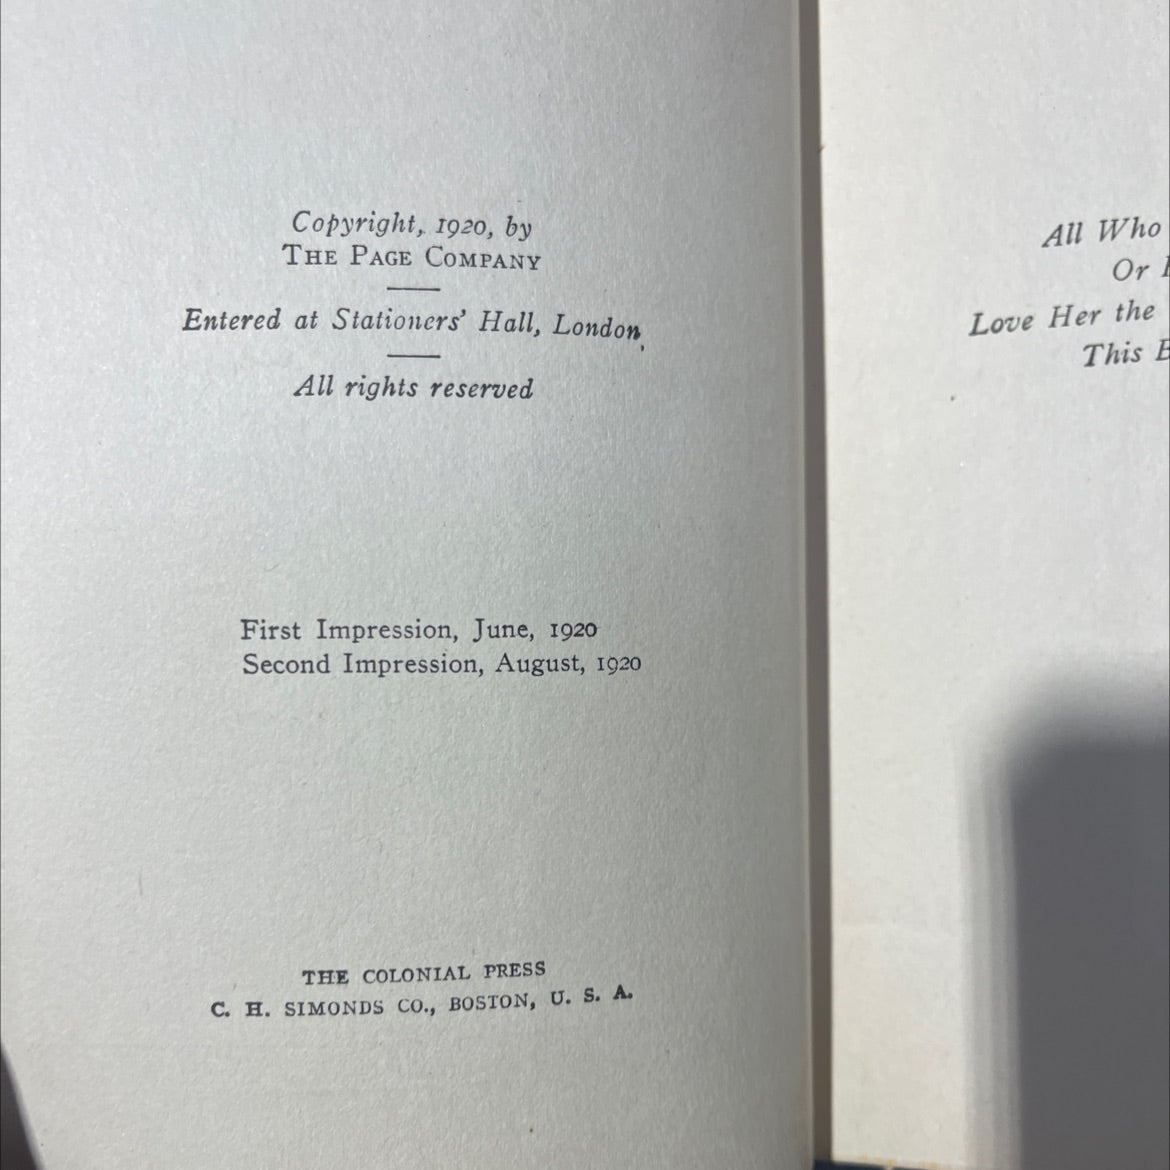 Copyright, 1920, by
THE PAGE COMPANY
Entered at Stationers' Hall, London,
All rights reserved
First Impression, June, 1920
Second Impression, August, 1920
THE COLONIAL PRESS
C. H. SIMONDS CO., BOSTON, U. S. A.
All Who
Or
Love Her the
This